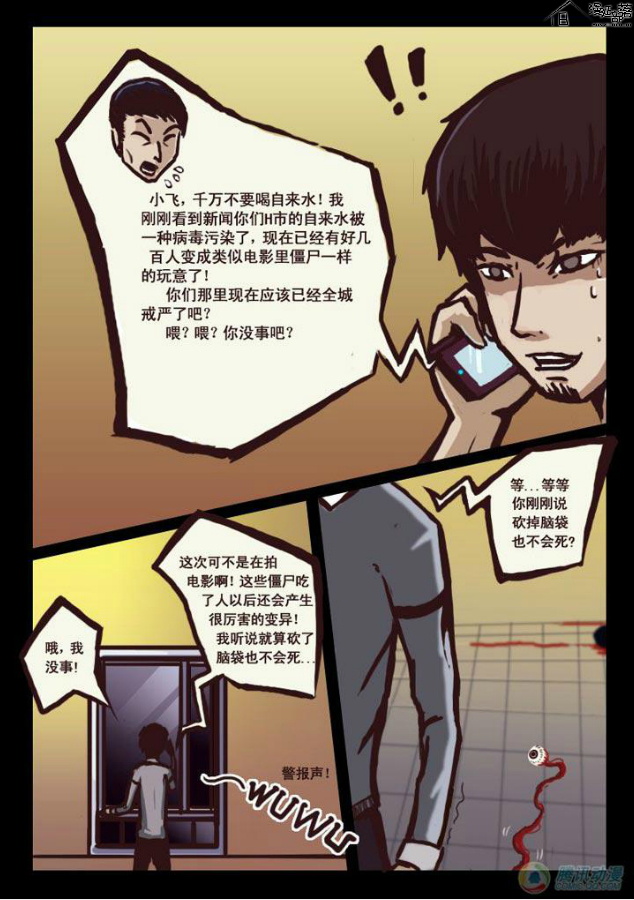 小飞，千万不要喝自来水！我
刚刚看到新闻你们H市的自来水被
一种病毒污染了，现在已经有好几
百人变成类似电影里僵尸一样
的玩意了！
你们那里现在应该已经全城
戒严了吧？
喂？喂？你没事吧？
!!
哦，我
没事！
这次可不是在拍
电影啊！这些僵尸吃
了人以后还会产生
很厉害的变异！
我听说就算砍了
脑袋也不会死...
警报声！
WUWU
等...等等
你刚刚说
砍掉脑袋
也不会死？
腾讯动漫